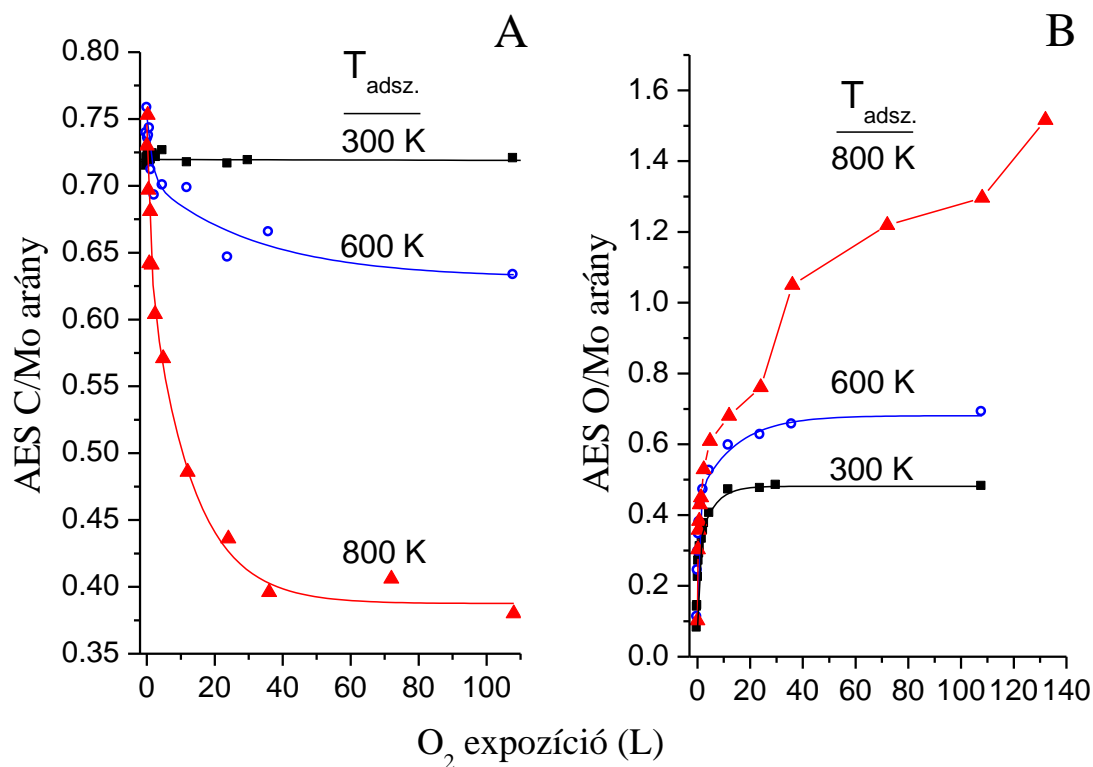 A
AES C/Mo arány
0.80
0.75
0.70
0.65
0.60
0.55
0.50
0.45
0.40
0.35
T adsz.
300 K
600 K
800 K
0 20 40 60 80 100
B
AES O/Mo arány
1.6
1.4
1.2
1.0
0.8
0.6
0.4
0.2
0.0
T adsz.
800 K
600 K
300 K
0 20 40 60 80 100 120 140
O2 expozíció (L)